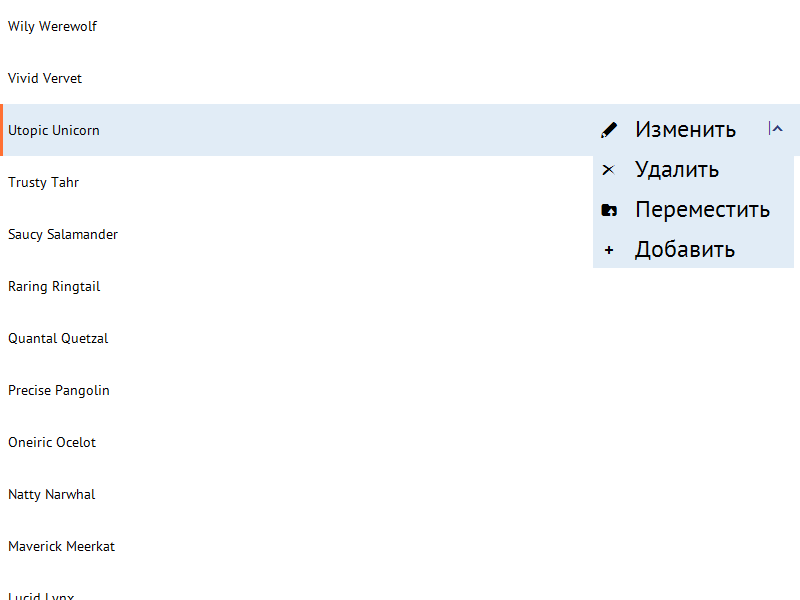 Wily Werewolf
Vivid Vervet
Utopic Unicorn
Изменить
Trusty Tahr
Удалить
Переместить
Saucy Salamander
Добавить
Raring Ringtail
Quantal Quetzal
Precise Pangolin
Oneiric Ocelot
Natty Narwhal
Maverick Meerkat
Lucid Lynx